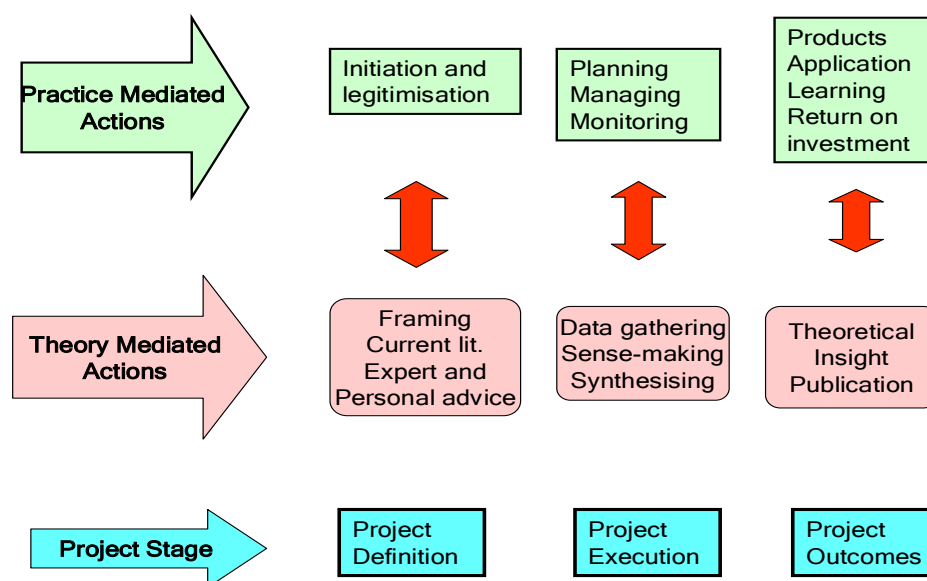 Practice Mediated
Actions
Initiation and
legitimisation
Planning
Managing
Monitoring
Products
Application
Learning
Return on
investment
Theory Mediated
Actions
Framing
Current lit.
Expert and
Personal advice
Data gathering
Sense-making
Synthesising
Theoretical
Insight
Publication
Project Stage
Project
Definition
Project
Execution
Project
Outcomes